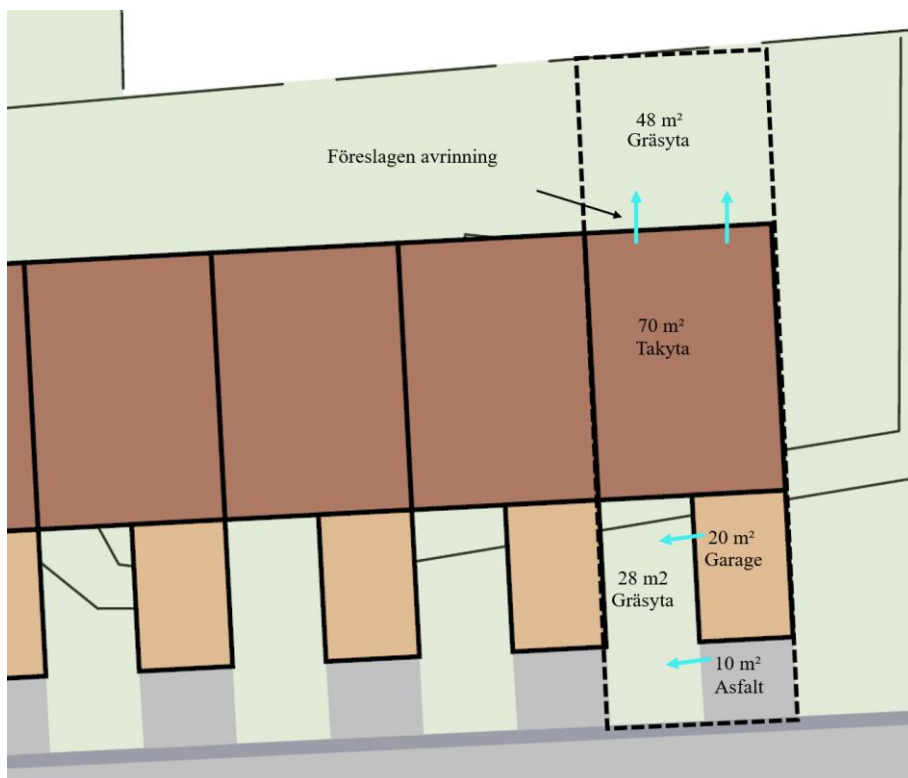 48 m²
Gräsyta
Föreslagen avrinning
70 m²
Takyta
20 m²
Garage
28 m2
Gräsyta
10 m²
Asfalt